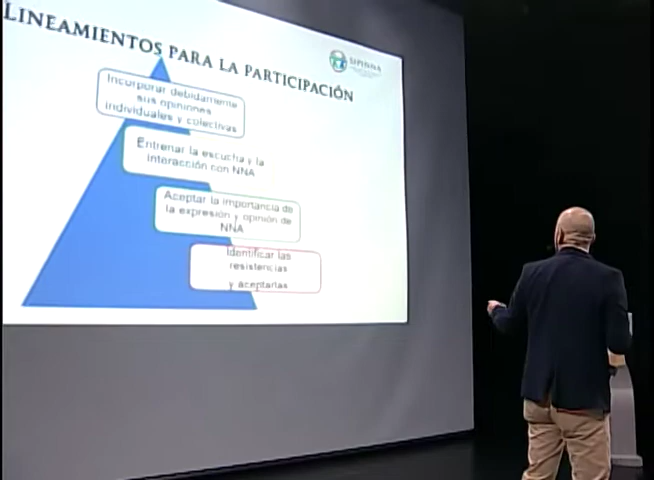 LINEAMIENTOS PARA LA PARTICIPACIÓN
SIPINNA
Incorporar debidamente
sus opiniones
individuales y colectivas
Entrenar la escucha y la
interacción con NNA
Aceptar la importancia de
la expresión y opinión de
NNA
Identificar las
resistencias
y aceptarlas